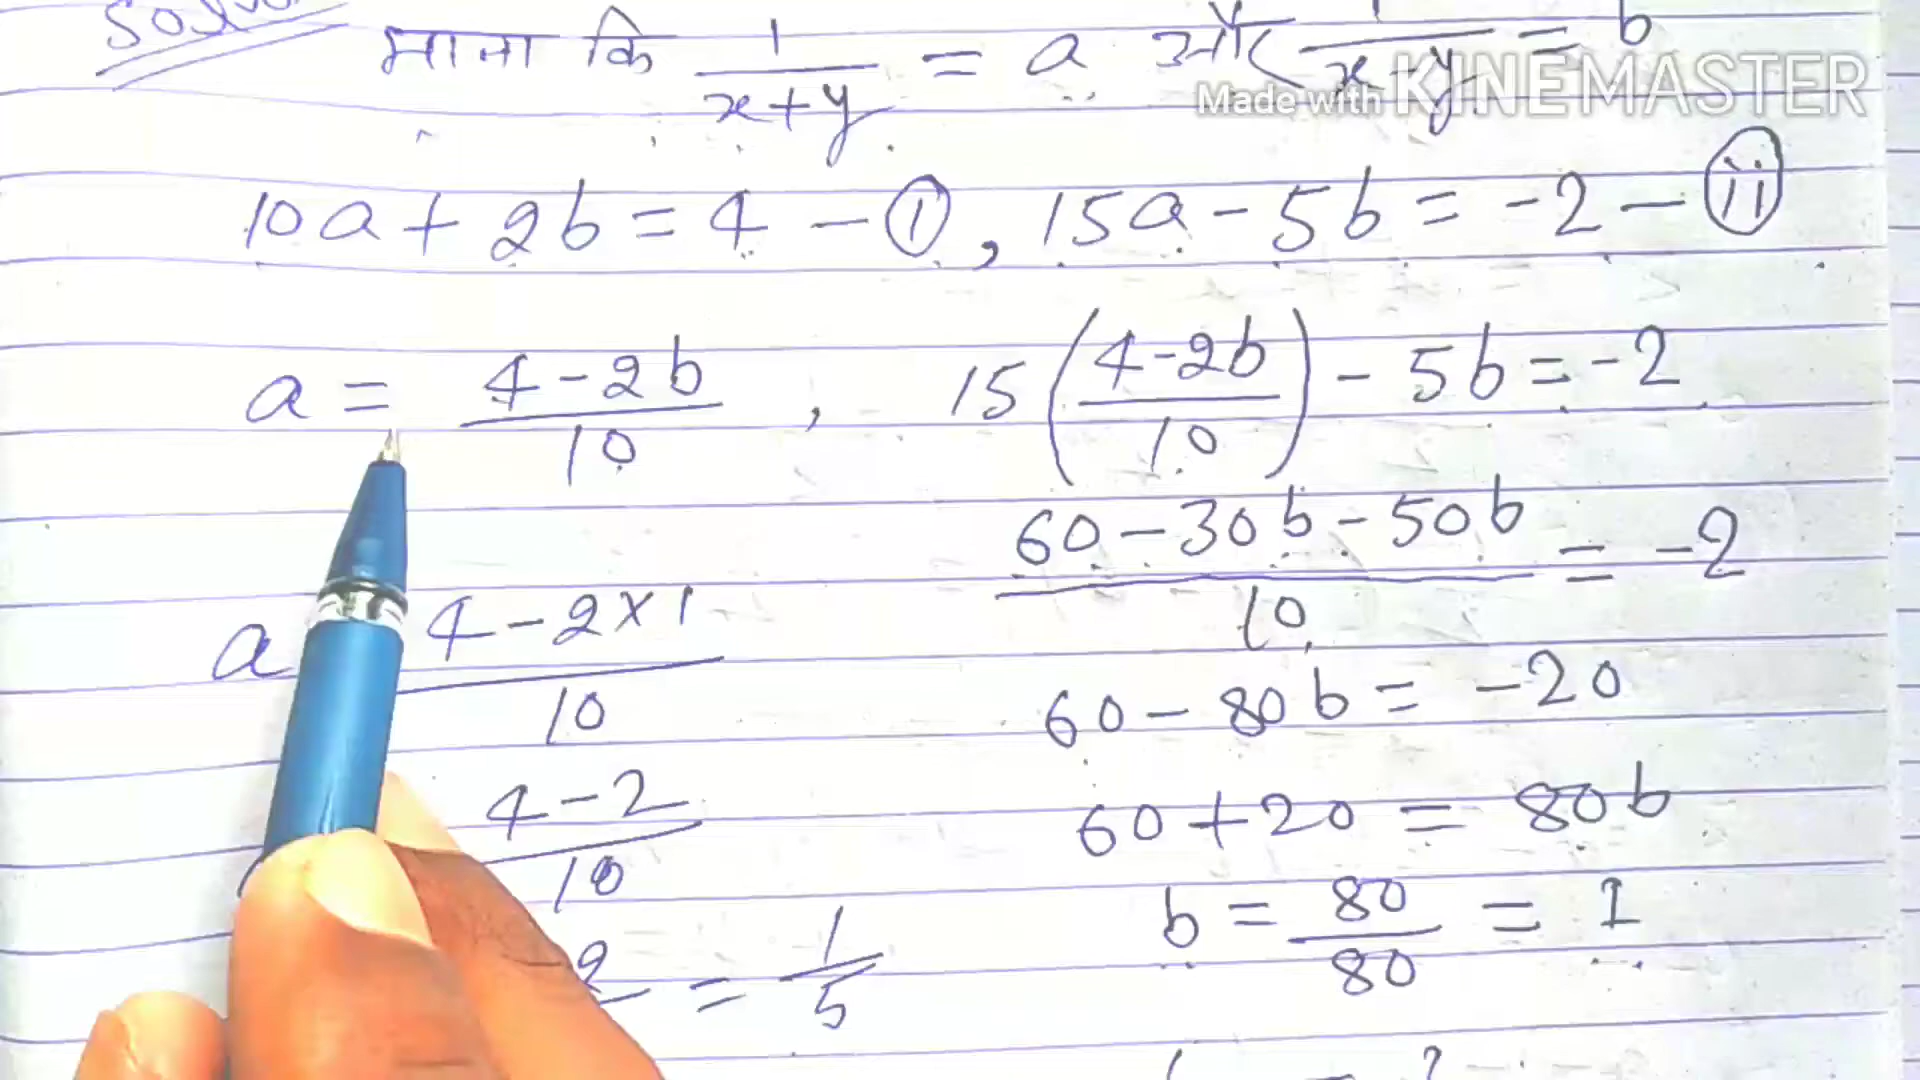 माना कि 1/(x+y) = a और 1/(x-y) = b
Made with KINEMASTER
10a + 2b = 4 - (i), 15a - 5b = -2 - (ii)
a = (4-2b)/10 , 15((4-2b)/10) - 5b = -2
(60 - 30b - 50b)/10 = -2
a (4 - 2×1)/10
60 - 80b = -20
(4 - 2)/10
60 + 20 = 80b
b = 80/80 = 1
2 = 1/5